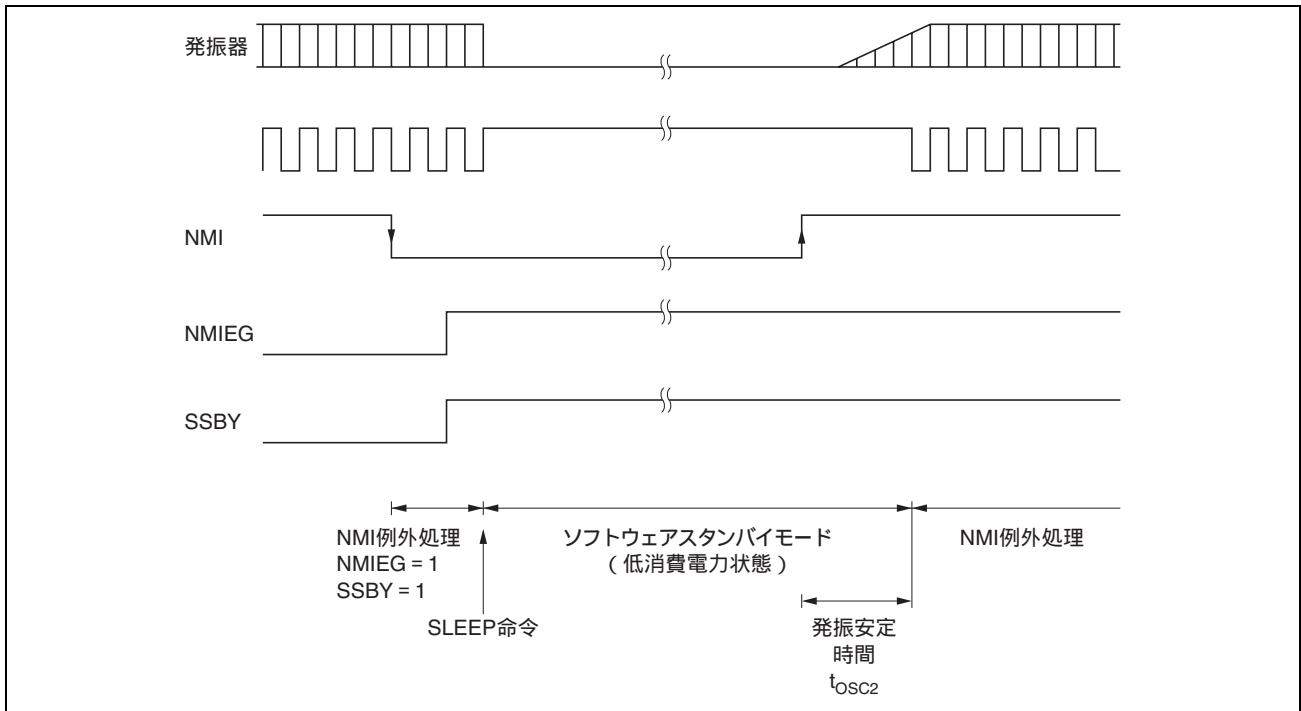 発振器
NMI
NMIEG
SSBY
NMI例外処理
NMIEG = 1
SSBY = 1
SLEEP命令
ソフトウェアスタンバイモード
( 低消費電力状態 )
発振安定
時間
tOSC2
NMI例外処理